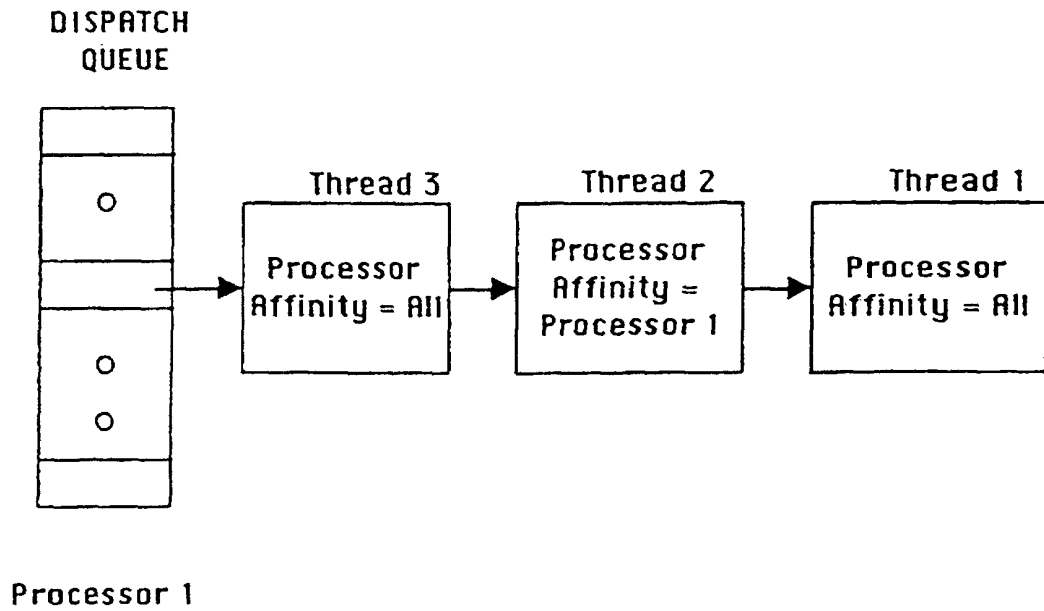 DISPATCH
QUEUE
Thread 3
Thread 2
Thread 1
Processor
Affinity = All
Processor
Affinity =
Processor 1
Processor
Affinity = All
Processor 1